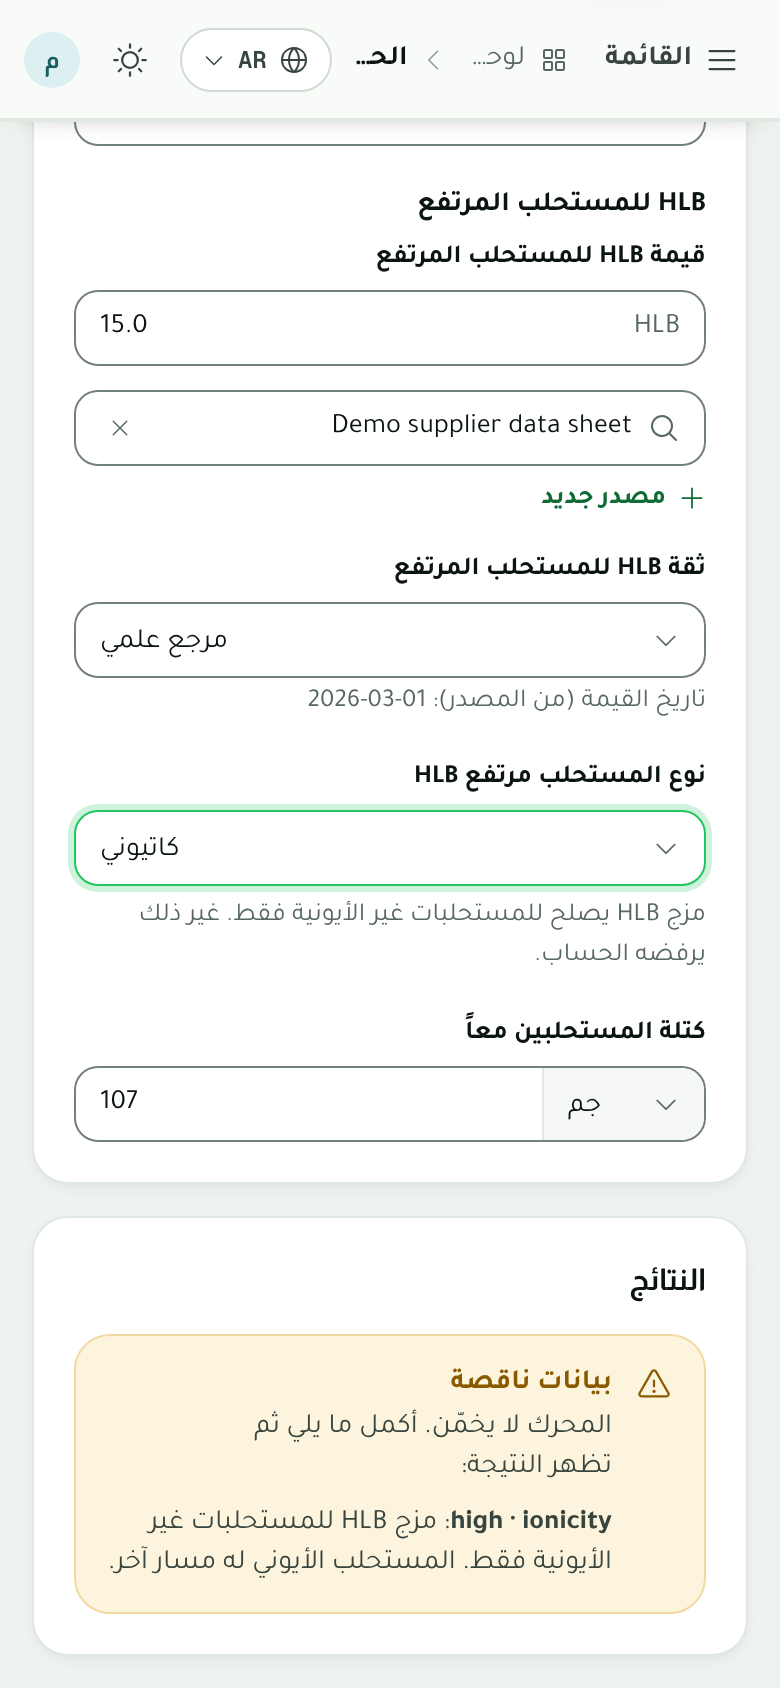 القائمة
لوحـ...
الحـ...
AR
م
HLB للمستحلب المرتفع
قيمة HLB للمستحلب المرتفع
HLB
15.0
Demo supplier data sheet
مصدر جديد
ثقة HLB للمستحلب المرتفع
مرجع علمي
تاريخ القيمة (من المصدر): 2026-03-01
نوع المستحلب مرتفع HLB
كاتيوني
مزج HLB يصلح للمستحلبات غير الأيونية فقط. غير ذلك
يرفضه الحساب.
كتلة المستحلبين معاً
جم
107
النتائج
بيانات ناقصة
المحرك لا يخمّن. أكمل ما يلي ثم
تظهر النتيجة:
high · ionicity: مزج HLB للمستحلبات غير
الأيونية فقط. المستحلب الأيوني له مسار آخر.